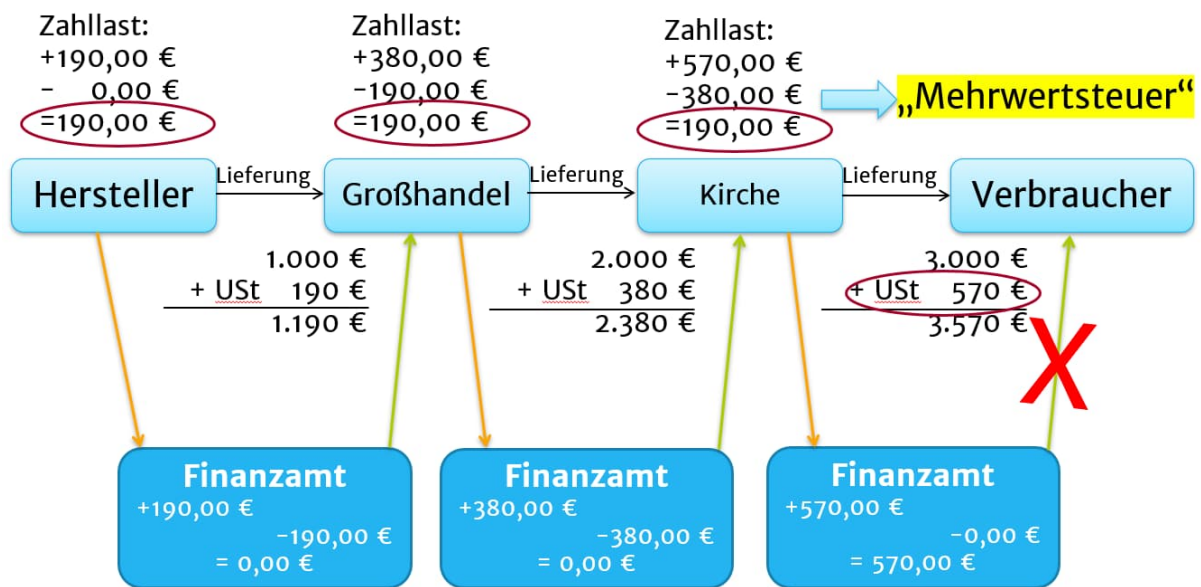 Zahllast:
+190,00 €
- 0,00 €
=190,00 €
Zahllast:
+380,00 €
-190,00 €
=190,00 €
Zahllast:
+570,00 €
-380,00 €
=190,00 €
„Mehrwertsteuer“
Hersteller
Lieferung
Großhandel
Lieferung
Kirche
Lieferung
Verbraucher
1.000 €
+ USt 190 €
1.190 €
2.000 €
+ USt 380 €
2.380 €
3.000 €
+ USt 570 €
3.570 €
X
Finanzamt
+190,00 €
-190,00 €
= 0,00 €
Finanzamt
+380,00 €
-380,00 €
= 0,00 €
Finanzamt
+570,00 €
-0,00 €
= 570,00 €